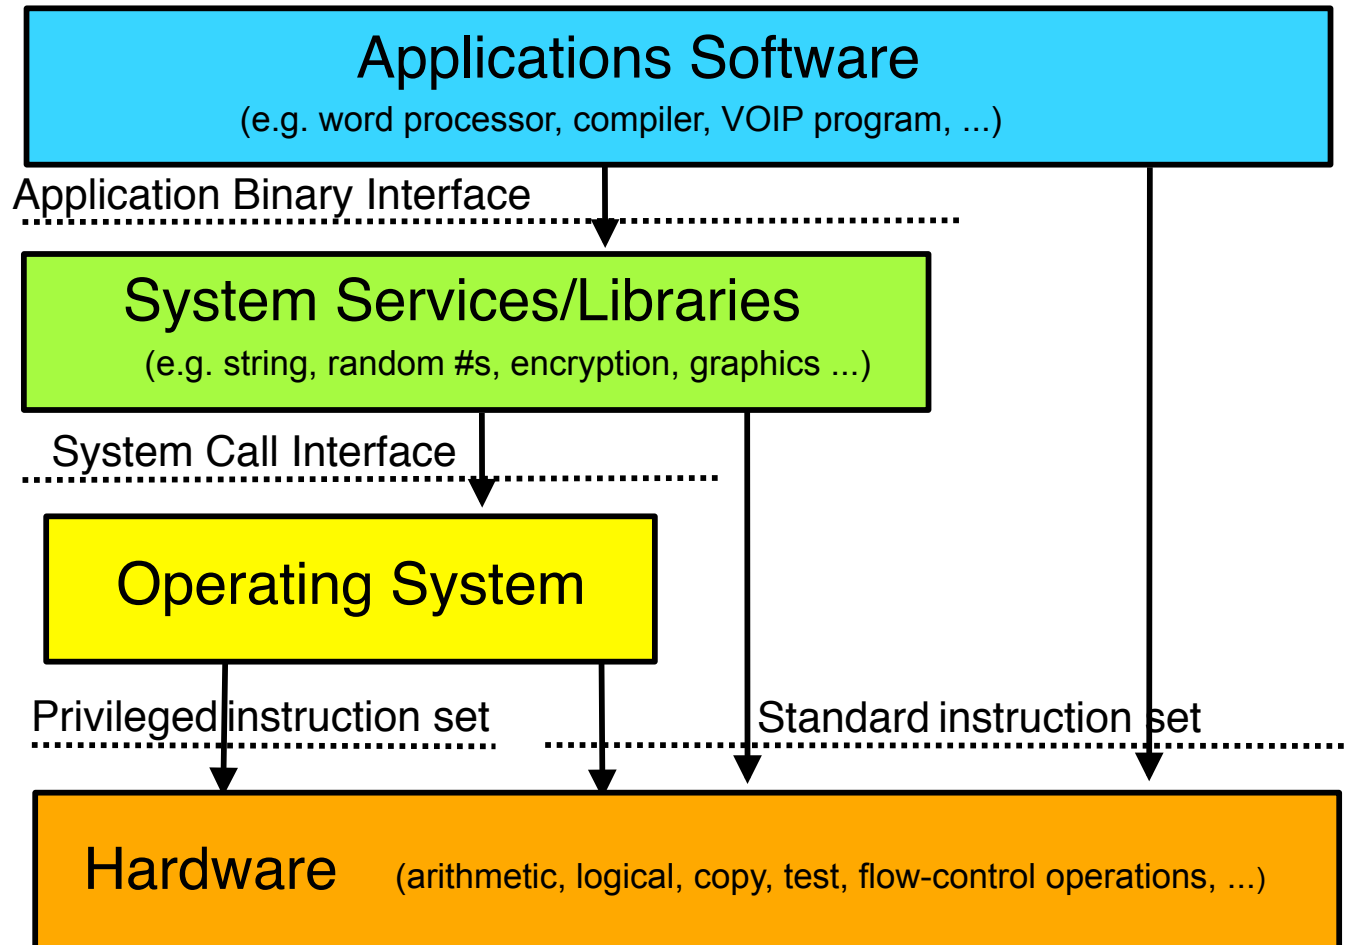 Applications Software
(e.g. word processor, compiler, VOIP program, ...)
Application Binary Interface
System Services/Libraries
(e.g. string, random #s, encryption, graphics ...)
System Call Interface
Operating System
Privileged instruction set
Standard instruction set
Hardware (arithmetic, logical, copy, test, flow-control operations, ...)